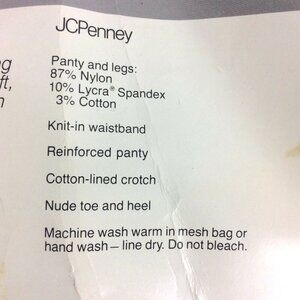 JCPenney
Panty and legs:
87% Nylon
10% Lycra® Spandex
3% Cotton
Knit-in waistband
Reinforced panty
Cotton-lined crotch
Nude toe and heel
Machine wash warm in mesh bag or
hand wash — line dry. Do not bleach.